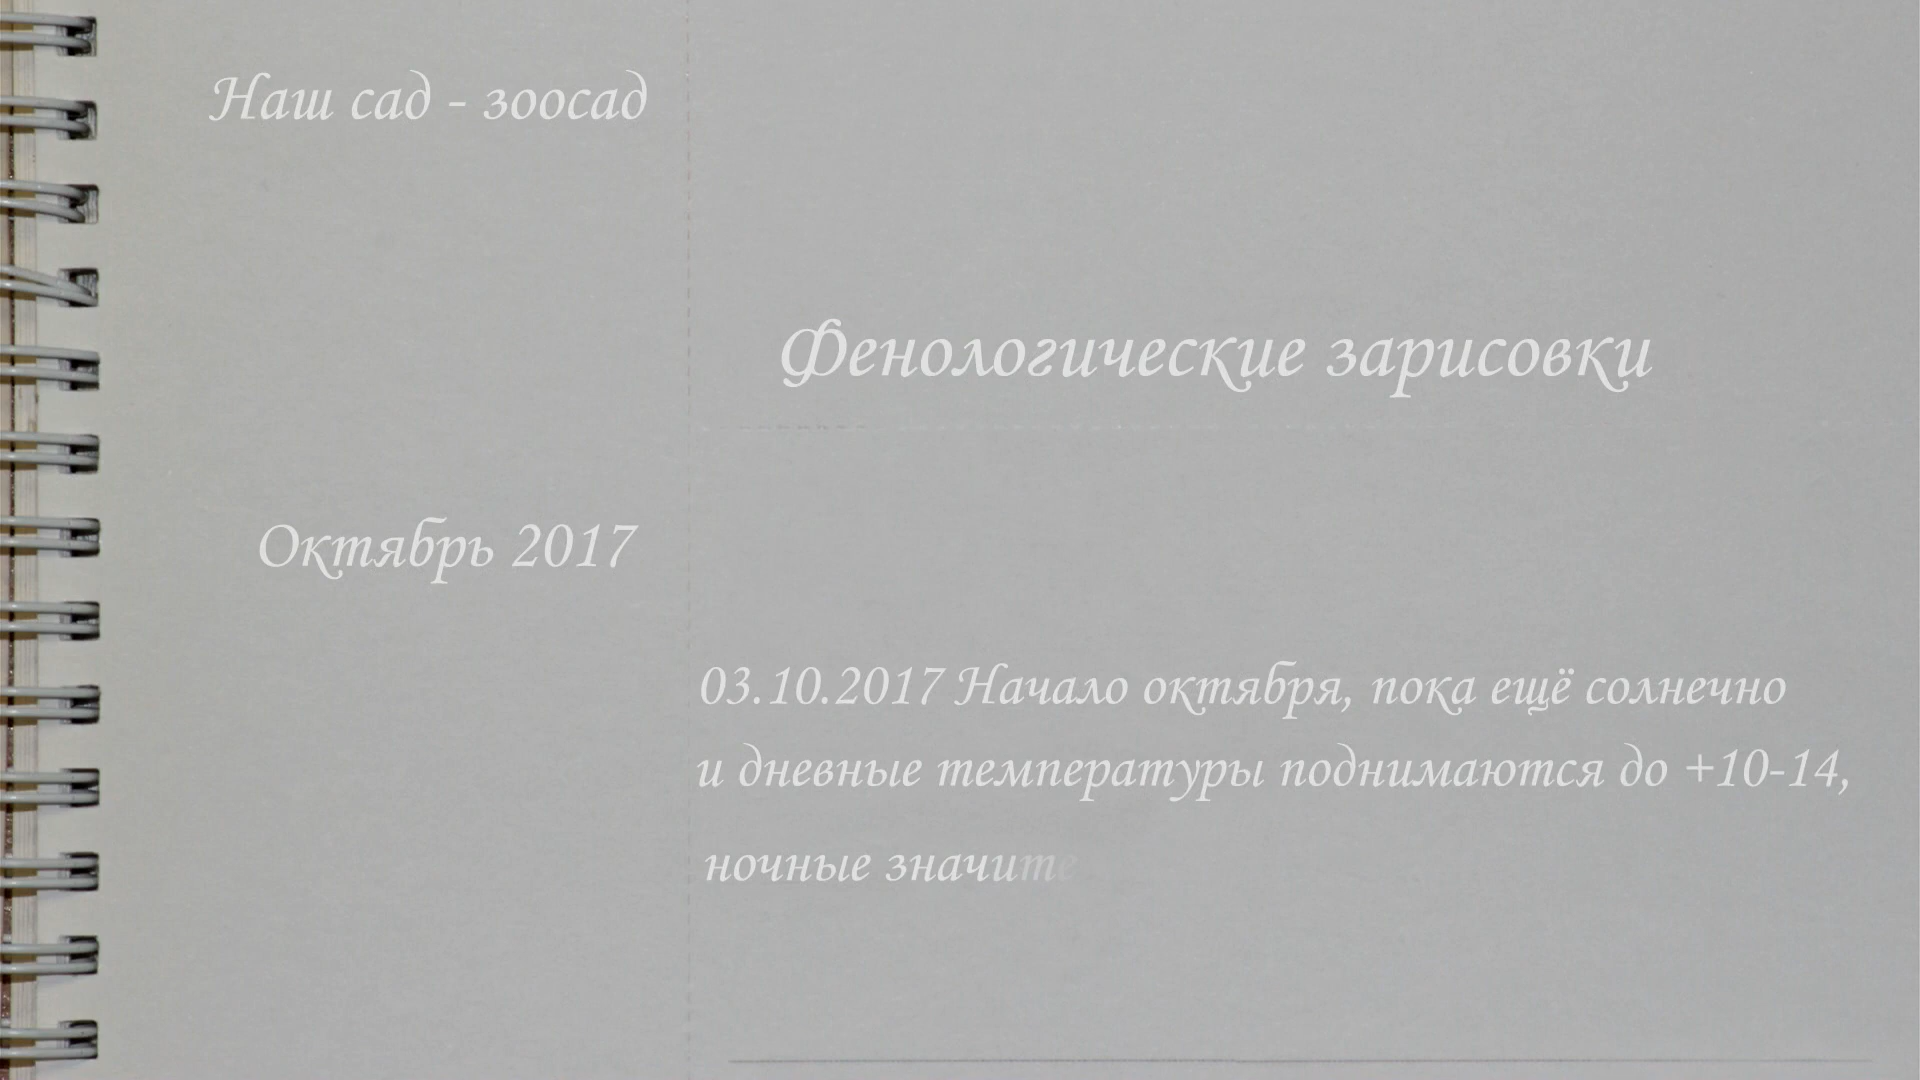 Наш сад - зоосад
Фенологические зарисовки
Октябрь 2017
03.10.2017 Начало октября, пока ещё солнечно
и дневные температуры поднимаются до +10-14,
ночные значите